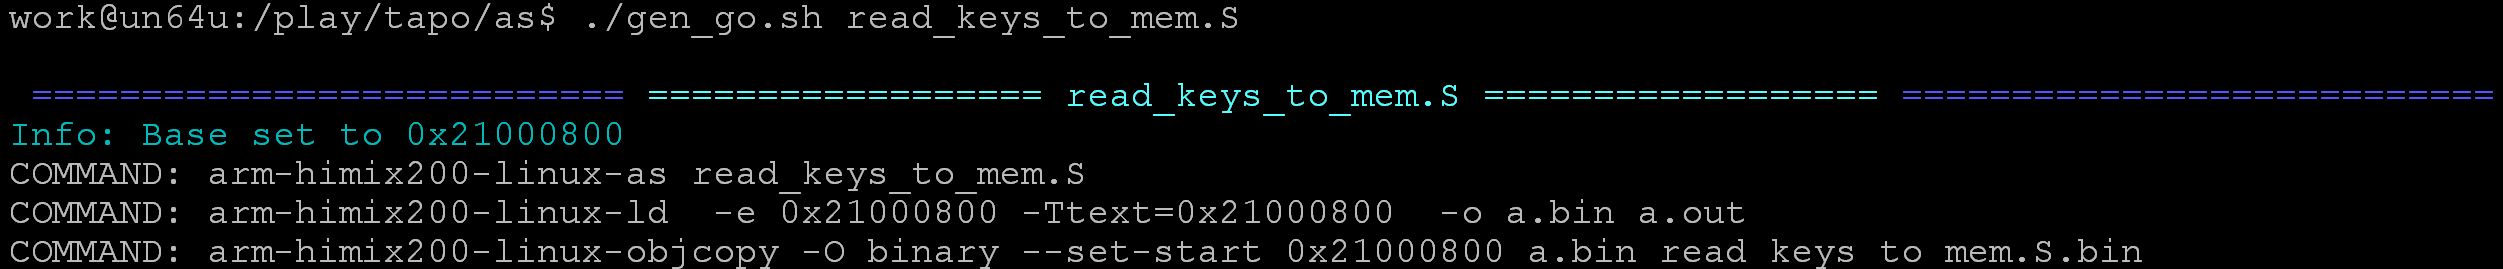 work@un64u:/play/tapo/as$ ./gen_go.sh read_keys_to_mem.S
=========================== ================== read_keys_to_mem.S ================== ===========================
Info: Base set to 0x21000800
COMMAND: arm-himix200-linux-as read_keys_to_mem.S
COMMAND: arm-himix200-linux-ld  -e 0x21000800 -Ttext=0x21000800  -o a.bin a.out
COMMAND: arm-himix200-linux-objcopy -O binary --set-start 0x21000800 a.bin read_keys_to_mem.S.bin